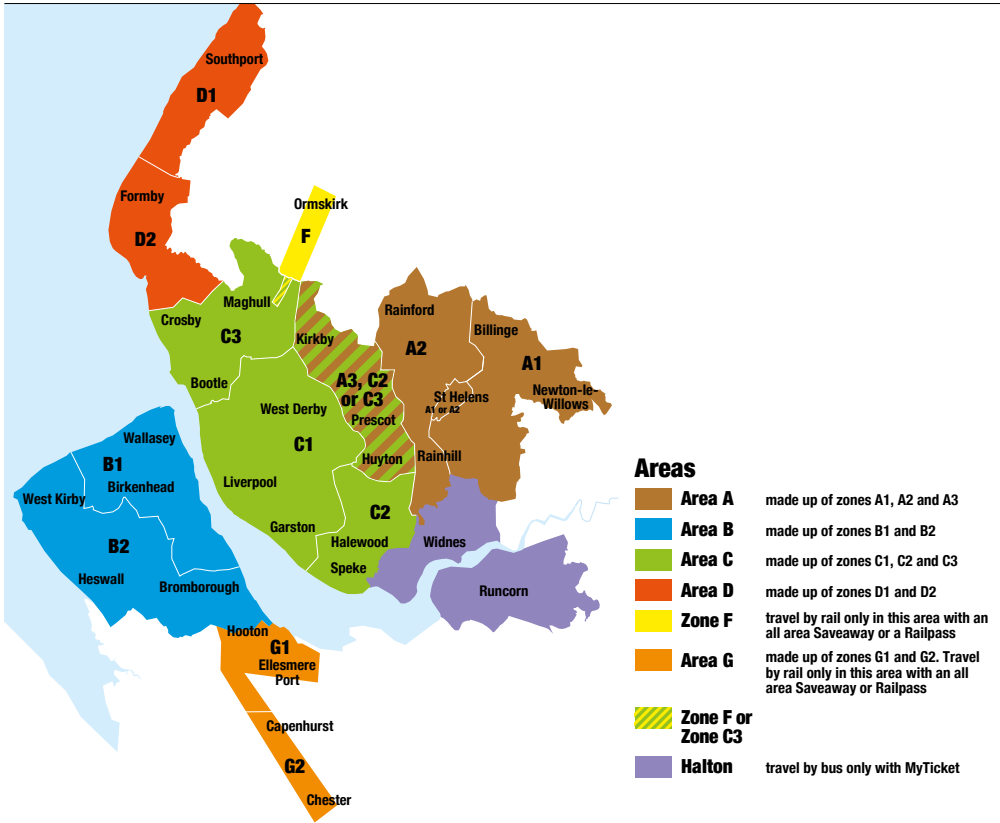 Southport
D1
Formby
D2
Ormskirk
F
Maghull
Crosby
C3
Bootle
Kirkby
A3, C2
or C3
Prescot
Huyton
Rainford
A2
Billinge
A1
Newton-le-
Willows
St Helens
A1 or A2
Rainhill
West Derby
C1
Liverpool
Garston
C2
Halewood
Speke
Widnes
Runcorn
Wallasey
B1
Birkenhead
West Kirby
B2
Heswall
Bromborough
Hooton
G1
Ellesmere
Port
Capenhurst
G2
Chester
Areas
Area A made up of zones A1, A2 and A3
Area B made up of zones B1 and B2
Area C made up of zones C1, C2 and C3
Area D made up of zones D1 and D2
Zone F travel by rail only in this area with an
all area Saveaway or a Railpass
Area G made up of zones G1 and G2. Travel
by rail only in this area with an all
area Saveaway or Railpass
Zone F or
Zone C3
Halton travel by bus only with MyTicket